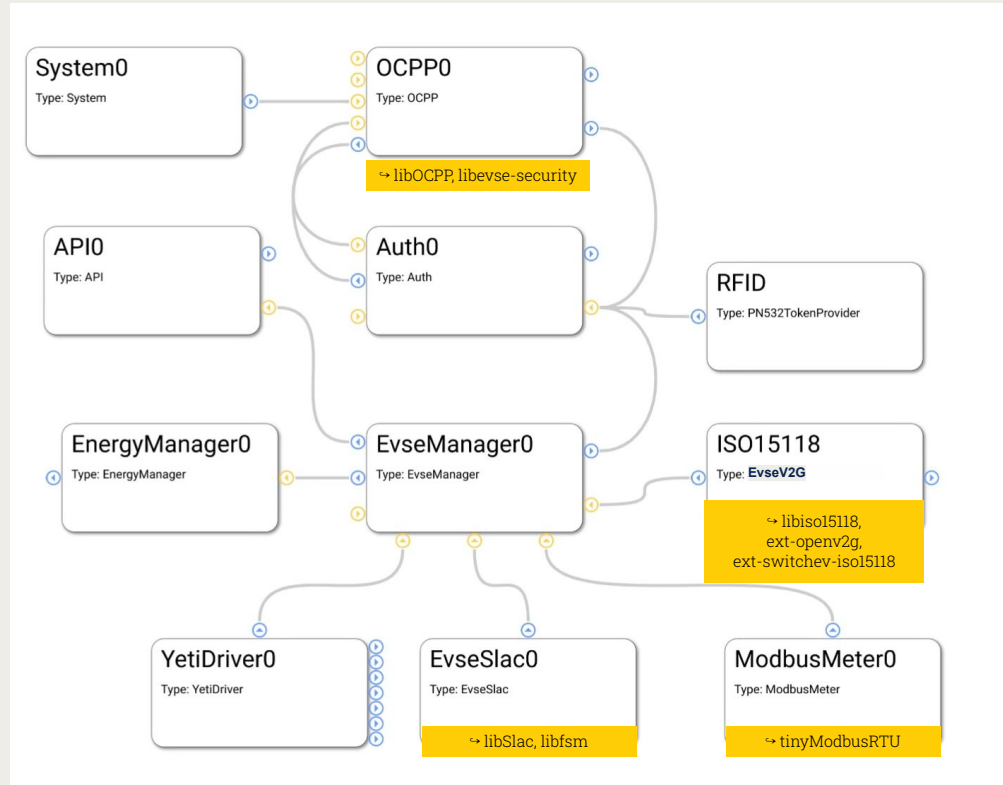 System0
Type: System
OCPP0
Type: OCPP
↪ libOCPP, libevse-security
API0
Type: API
Auth0
Type: Auth
RFID
Type: PN532TokenProvider
EnergyManager0
Type: EnergyManager
EvseManager0
Type: EvseManager
ISO15118
Type: EvseV2G
↪ libiso15118,
ext-openv2g,
ext-switchev-iso15118
YetiDriver0
Type: YetiDriver
EvseSlac0
Type: EvseSlac
↪ libSlac, libfsm
ModbusMeter0
Type: ModbusMeter
↪ tinyModbusRTU